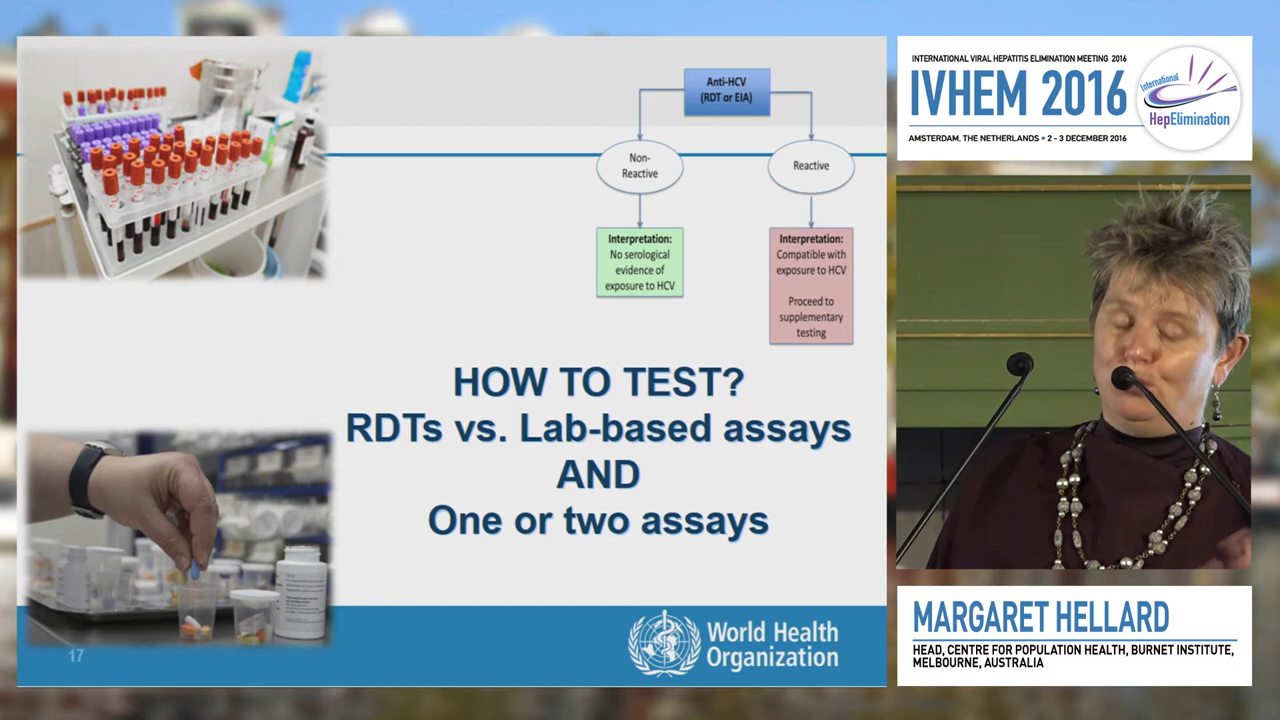 Anti-HCV
(RDT or EIA)
Non-
Reactive
Reactive
Interpretation:
No serological
evidence of
exposure to HCV
Interpretation:
Compatible with
exposure to HCV
Proceed to
supplementary
testing
HOW TO TEST?
RDTs vs. Lab-based assays
AND
One or two assays
17
World Health
Organization
INTERNATIONAL VIRAL HEPATITIS ELIMINATION MEETING 2016
IVHEM 2016
AMSTERDAM, THE NETHERLANDS • 2 - 3 DECEMBER 2016
International
HepElimination
MARGARET HELLARD
HEAD, CENTRE FOR POPULATION HEALTH, BURNET INSTITUTE,
MELBOURNE, AUSTRALIA